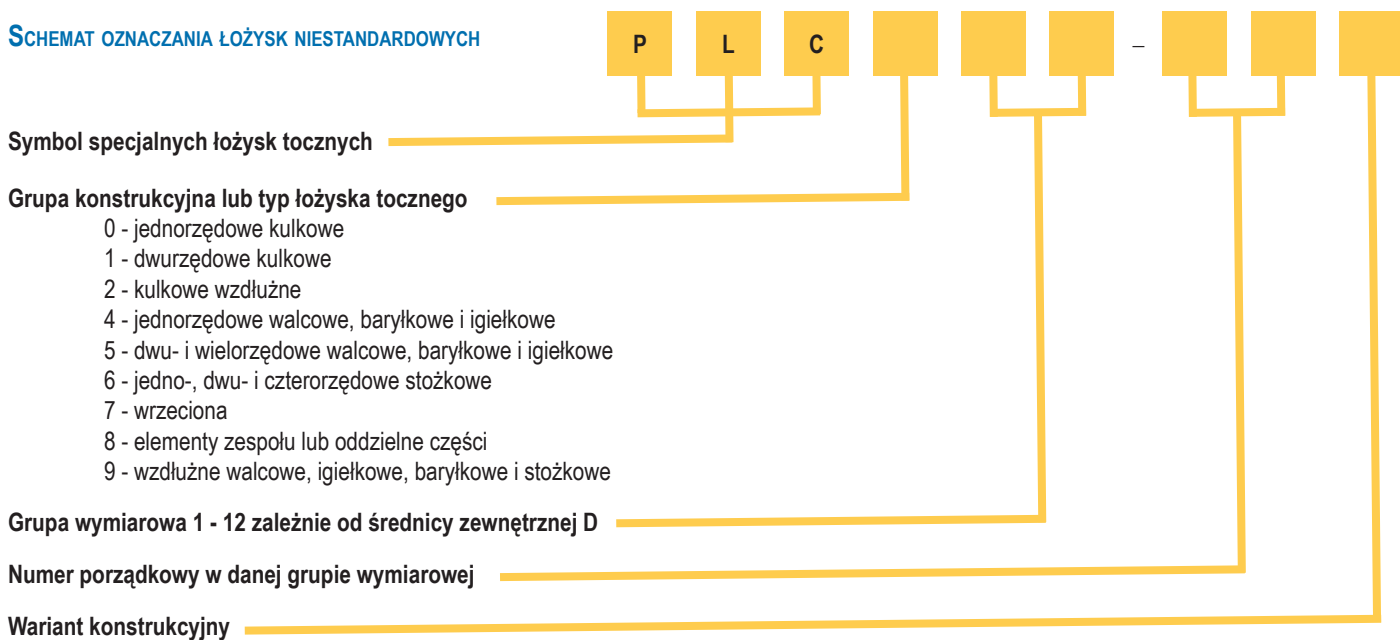 SCHEMAT OZNACZANIA ŁOŻYSK NIESTANDARDOWYCH
P L C –
Symbol specjalnych łożysk tocznych
Grupa konstrukcyjna lub typ łożyska tocznego
0 - jednorzędowe kulkowe
1 - dwurzędowe kulkowe
2 - kulkowe wzdłużne
4 - jednorzędowe walcowe, baryłkowe i igiełkowe
5 - dwu- i wielorzędowe walcowe, baryłkowe i igiełkowe
6 - jedno-, dwu- i czterorzędowe stożkowe
7 - wrzeciona
8 - elementy zespołu lub oddzielne części
9 - wzdłużne walcowe, igiełkowe, baryłkowe i stożkowe
Grupa wymiarowa 1 - 12 zależnie od średnicy zewnętrznej D
Numer porządkowy w danej grupie wymiarowej
Wariant konstrukcyjny